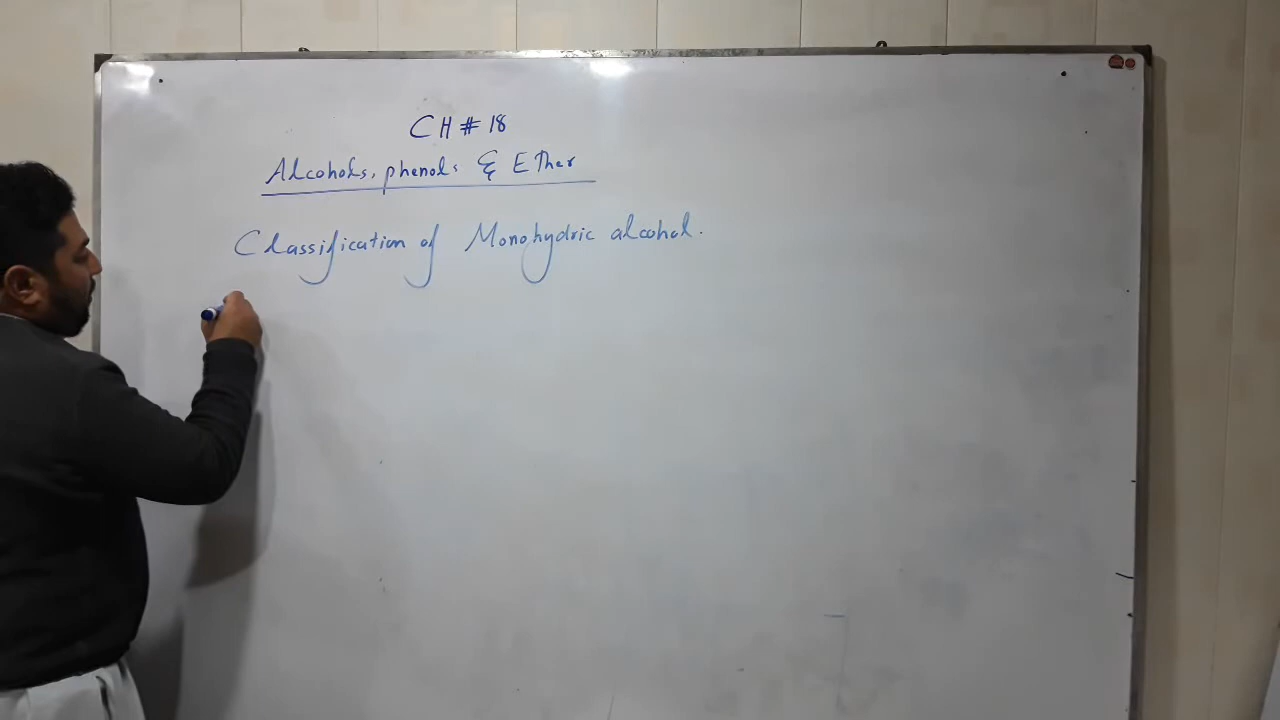 CH # 18
Alcohols, phenols & Ether
Classification of Monohydric alcohol.